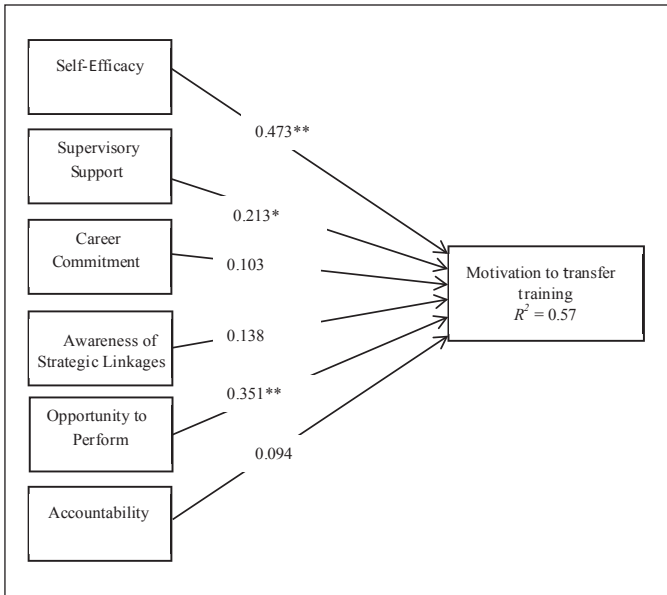 Self-Efficacy
0.473**
Supervisory
Support
0.213*
Career
Commitment
0.103
Motivation to transfer
training
R² = 0.57
Awareness of
Strategic Linkages
0.138
Opportunity to
Perform
0.351**
0.094
Accountability